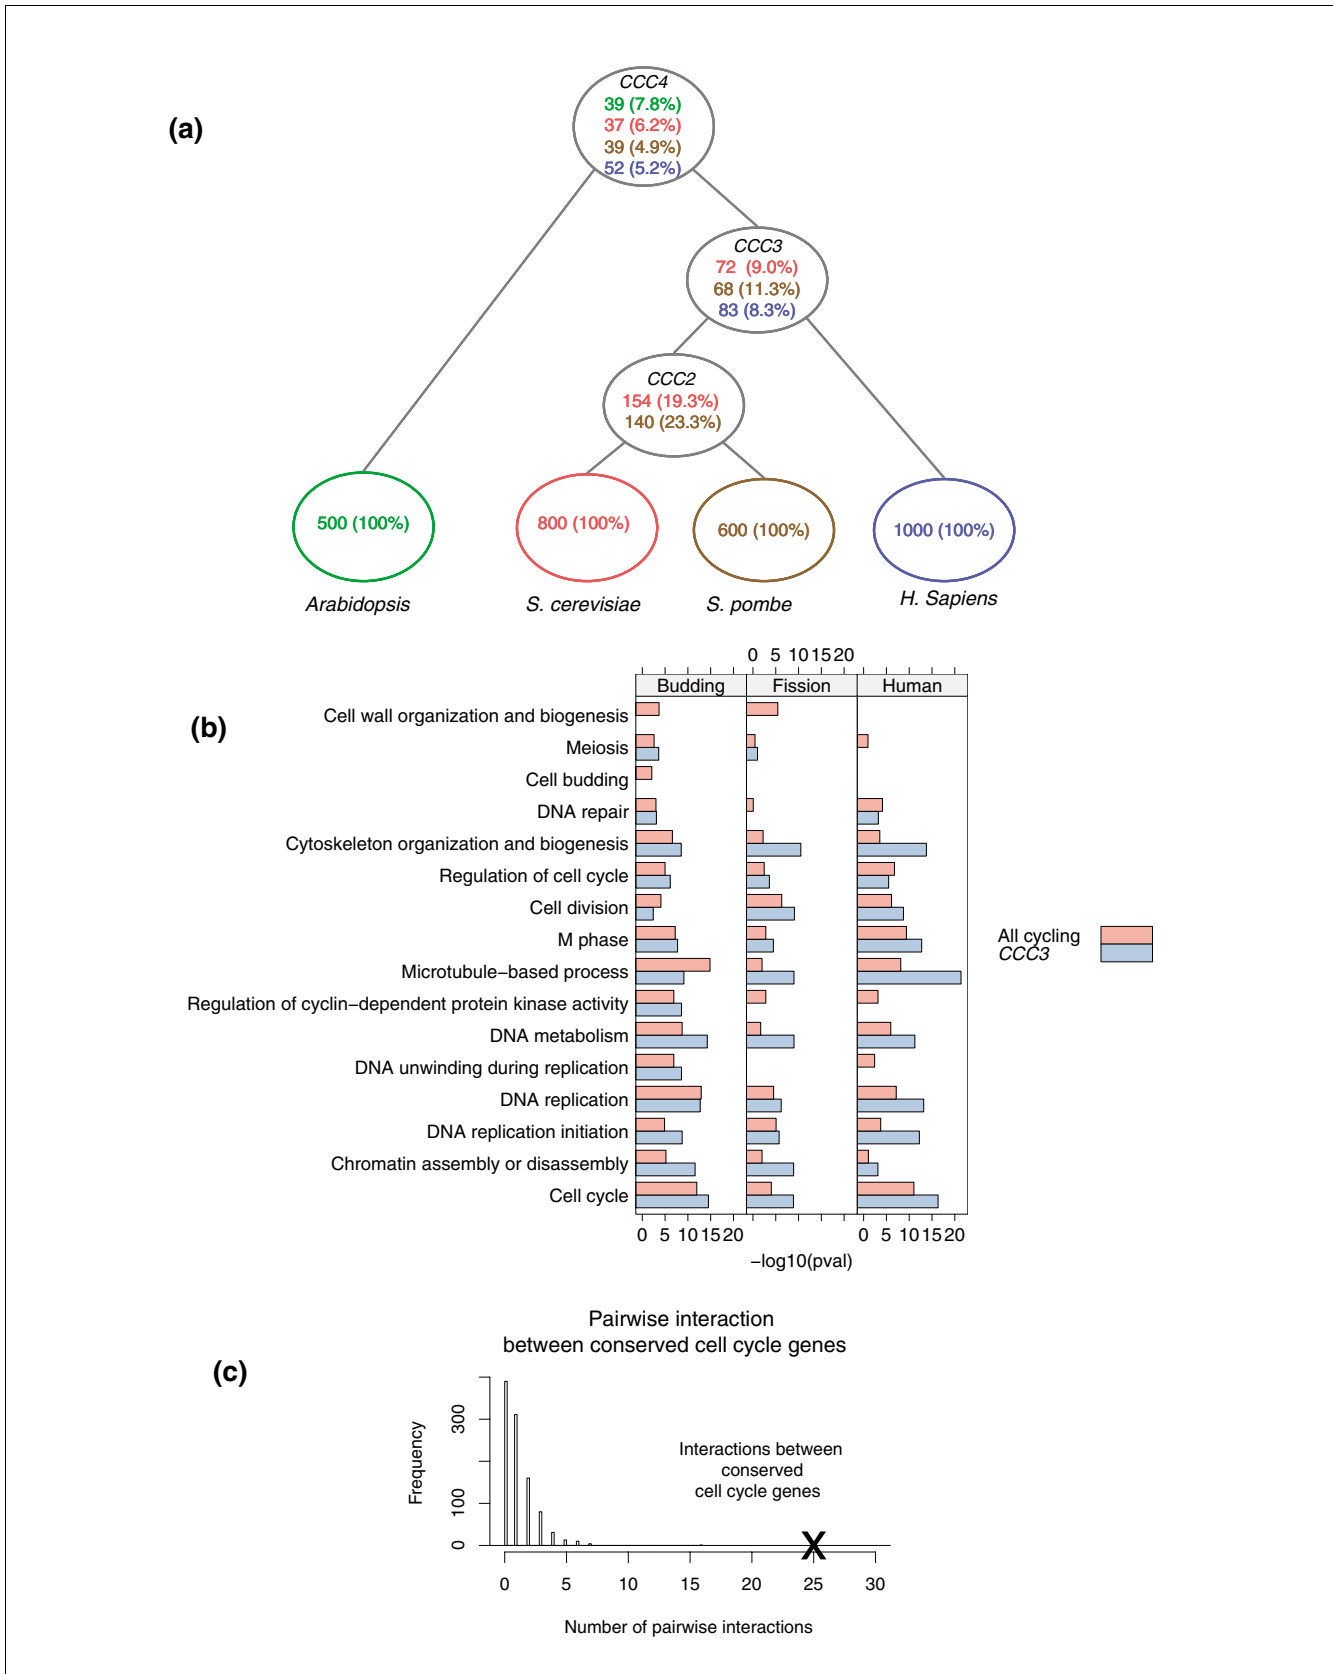 (a)
CCC4
39 (7.8%)
37 (6.2%)
39 (4.9%)
52 (5.2%)
CCC3
72 (9.0%)
68 (11.3%)
83 (8.3%)
CCC2
154 (19.3%)
140 (23.3%)
500 (100%)
800 (100%)
600 (100%)
1000 (100%)
Arabidopsis
S. cerevisiae
S. pombe
H. Sapiens
(b)
0 5 10 15 20
Budding Fission Human
Cell wall organization and biogenesis
Meiosis
Cell budding
DNA repair
Cytoskeleton organization and biogenesis
Regulation of cell cycle
Cell division
M phase
Microtubule−based process
Regulation of cyclin−dependent protein kinase activity
DNA metabolism
DNA unwinding during replication
DNA replication
DNA replication initiation
Chromatin assembly or disassembly
Cell cycle
All cycling
CCC3
0 5 10 15 20 0 5 10 15 20
−log10(pval)
(c)
Pairwise interaction
between conserved cell cycle genes
Frequency
300
100
0
Interactions between
conserved
cell cycle genes
X
0 5 10 15 20 25 30
Number of pairwise interactions